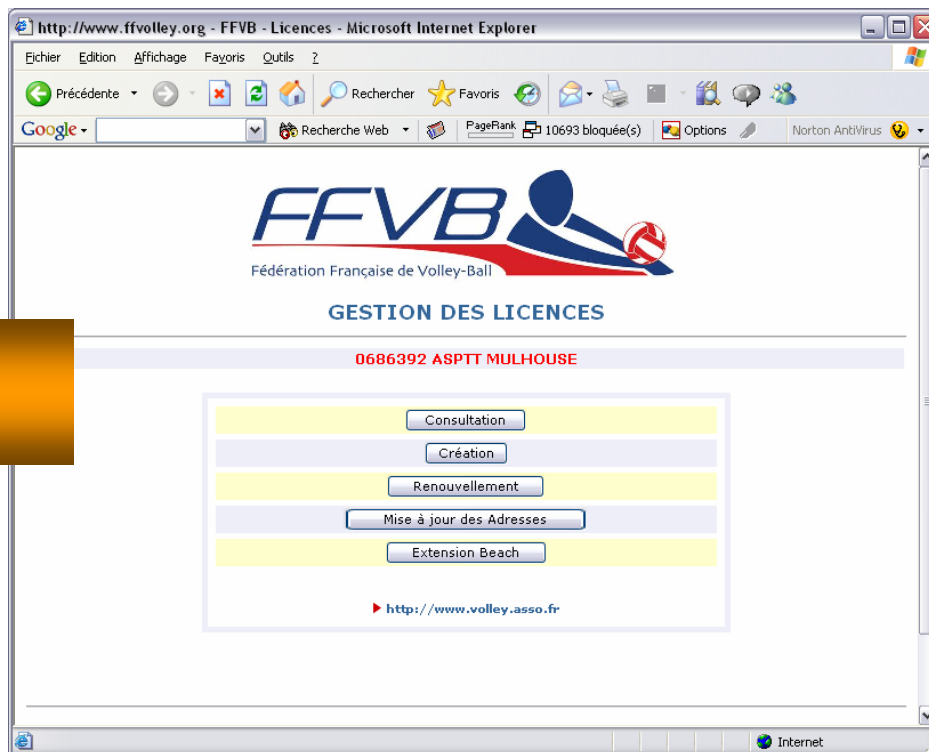 http://www.ffvolley.org - FFVB - Licences - Microsoft Internet Explorer
Fichier Edition Affichage Favoris Outils ?
Précédente Rechercher Favoris
Google Recherche Web PageRank 10693 bloquée(s) Options Norton AntiVirus
FFVB
Fédération Française de Volley-Ball
GESTION DES LICENCES
0686392 ASPTT MULHOUSE
Consultation
Création
Renouvellement
Mise à jour des Adresses
Extension Beach
http://www.volley.asso.fr
Internet